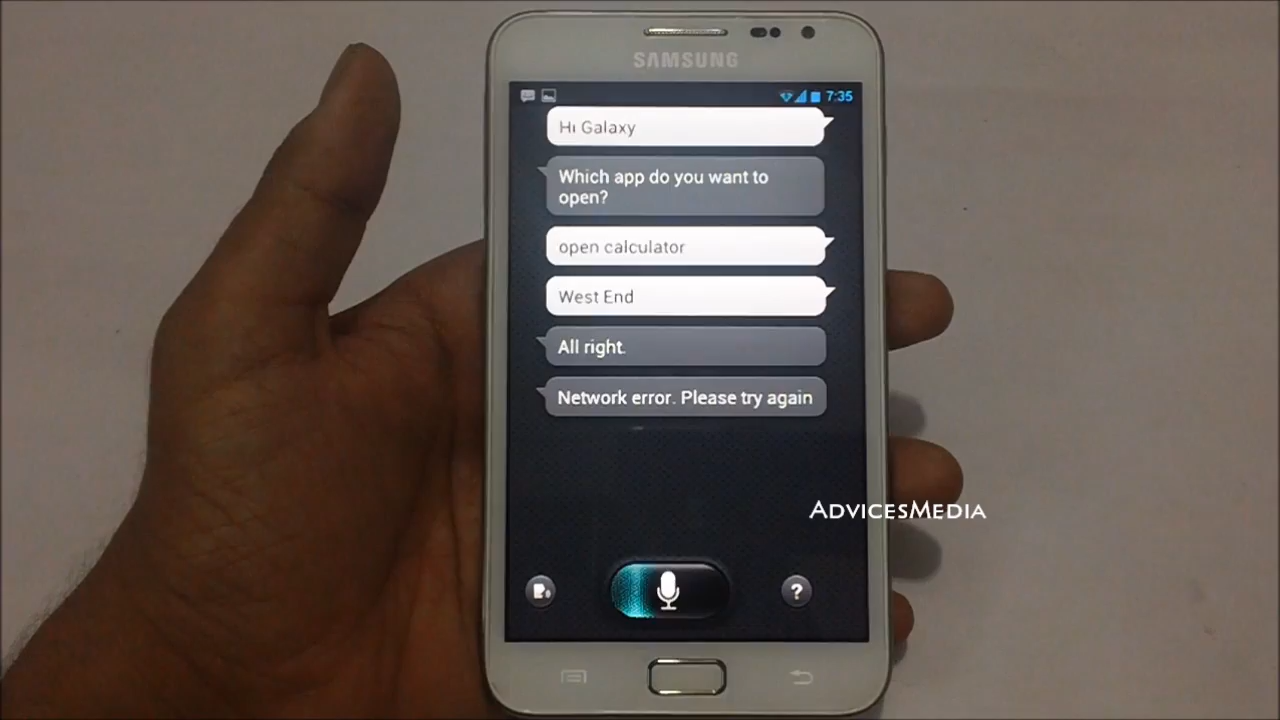 SAMSUNG
7:35
Hi Galaxy
Which app do you want to
open?
open calculator
West End
All right.
Network error. Please try again
ADVICESMEDIA
?